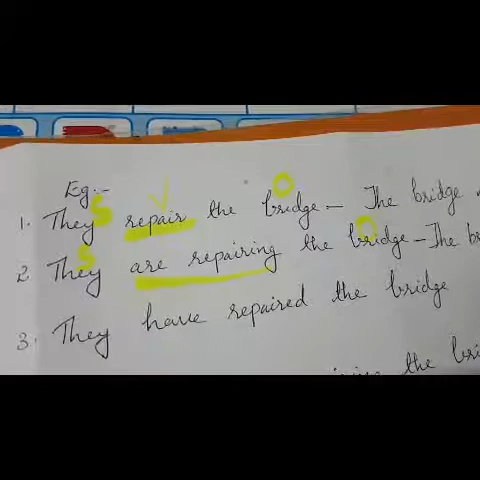 Eg:-
S V O
1. They repair the bridge - The bridge
S O
2 They are repairing the bridge - The
3. They have repaired the bridge
the